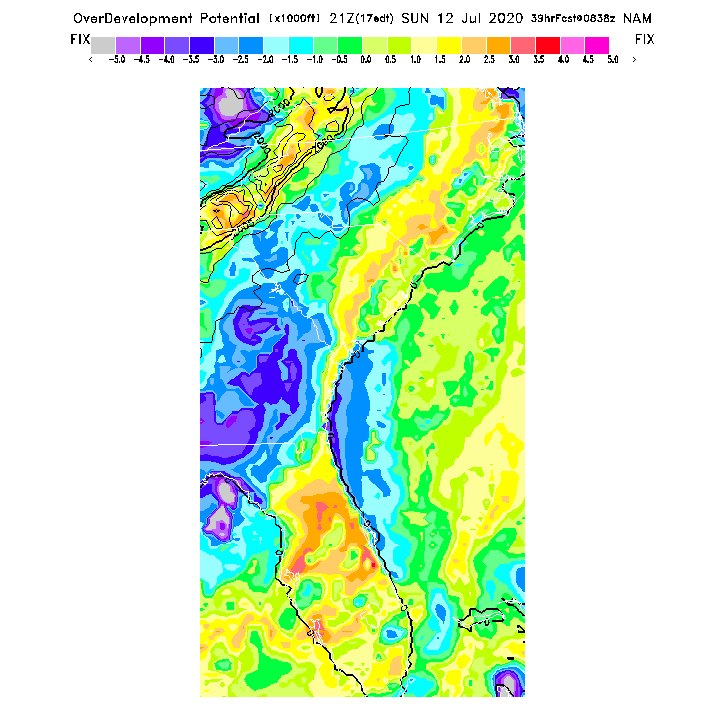 OverDevelopment Potential [x1000ft] 21Z(17edt) SUN 12 Jul 2020 39hrFcst@0838z NAM
FIX FIX
< -5.0 -4.5 -4.0 -3.5 -3.0 -2.5 -2.0 -1.5 -1.0 -0.5 0.0 0.5 1.0 1.5 2.0 2.5 3.0 3.5 4.0 4.5 5.0 >